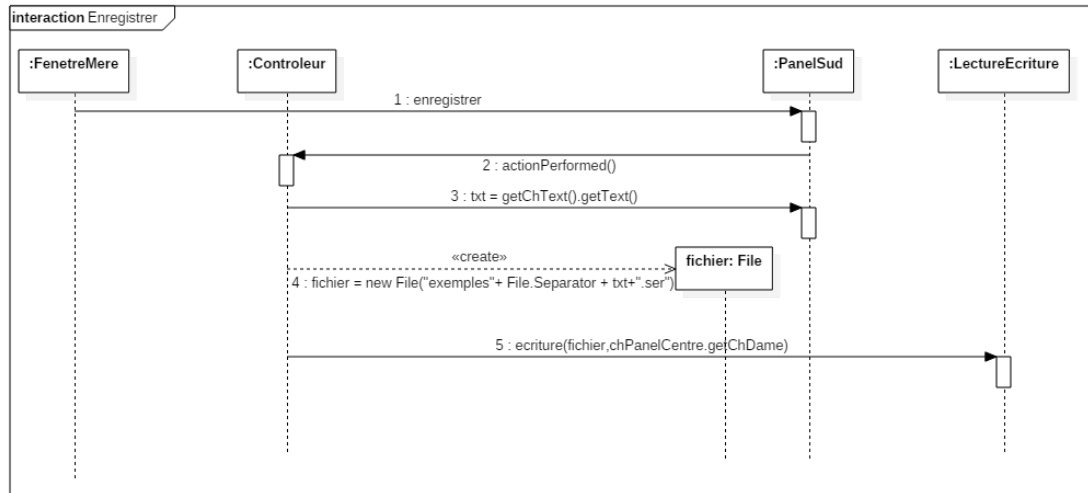 interaction Enregistrer
:FenetreMere
:Controleur
:PanelSud
:LectureEcriture
1 : enregistrer
2 : actionPerformed()
3 : txt = getChText().getText()
«create»
fichier: File
4 : fichier = new File("exemples"+ File.Separator + txt+".ser")
5 : ecriture(fichier,chPanelCentre.getChDame)